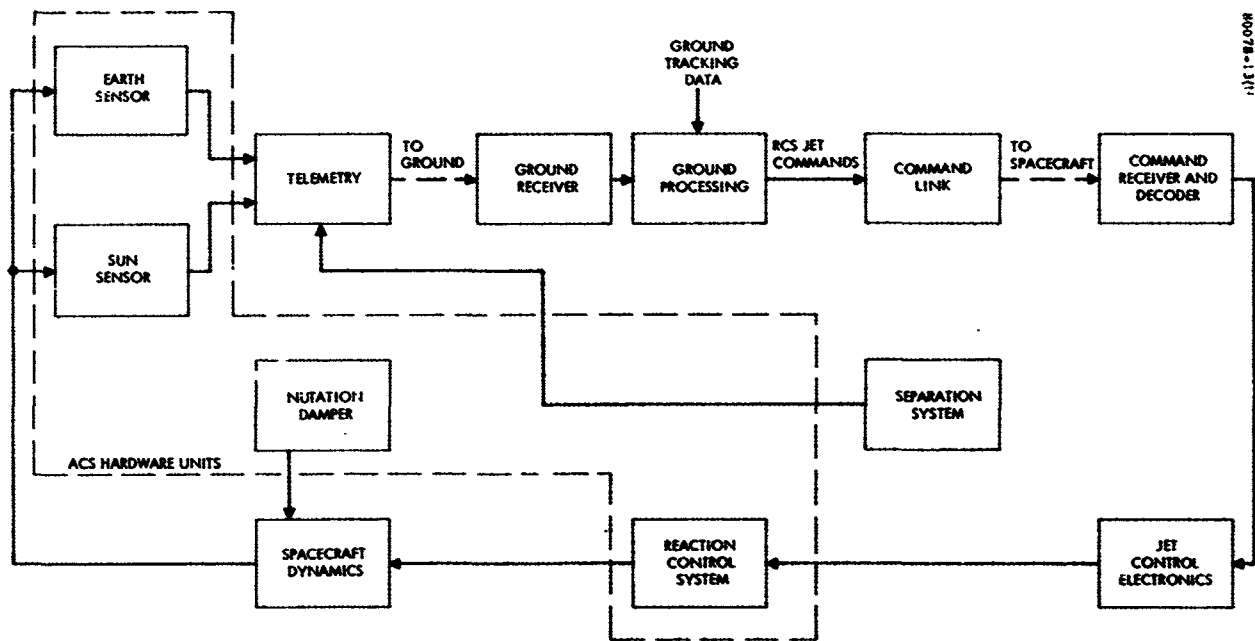 EARTH
SENSOR
SUN
SENSOR
TELEMETRY
TO
GROUND
GROUND
RECEIVER
GROUND
TRACKING
DATA
GROUND
PROCESSING
RCS JET
COMMANDS
COMMAND
LINK
TO
SPACECRAFT
COMMAND
RECEIVER AND
DECODER
NUTATION
DAMPER
SEPARATION
SYSTEM
ACS HARDWARE UNITS
SPACECRAFT
DYNAMICS
REACTION
CONTROL
SYSTEM
JET
CONTROL
ELECTRONICS